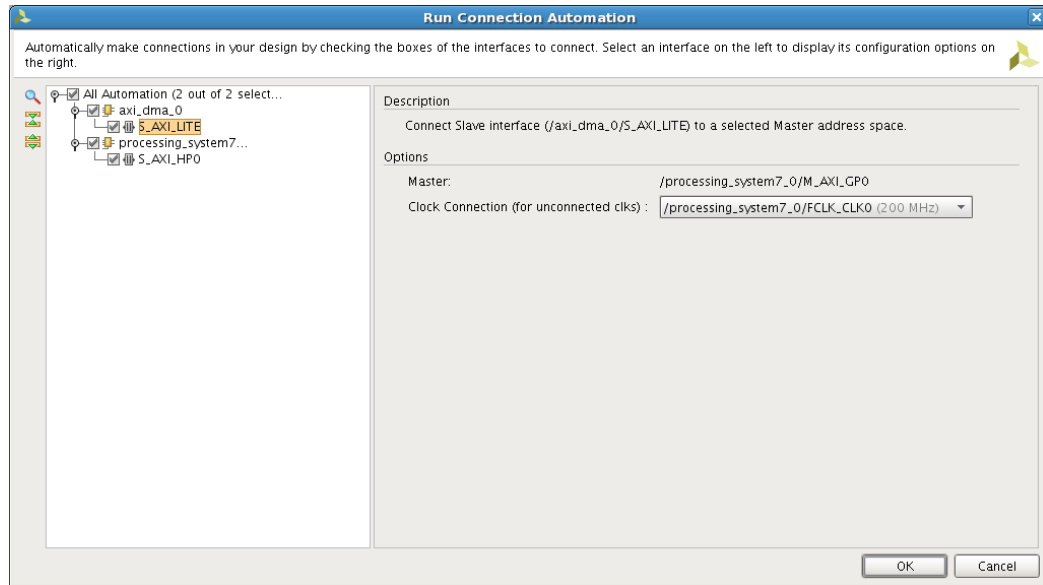 Run Connection Automation
Automatically make connections in your design by checking the boxes of the interfaces to connect. Select an interface on the left to display its configuration options on
the right.
All Automation (2 out of 2 select...
axi_dma_0
S_AXI_LITE
processing_system7...
S_AXI_HP0
Description
Connect Slave interface (/axi_dma_0/S_AXI_LITE) to a selected Master address space.
Options
Master: /processing_system7_0/M_AXI_GP0
Clock Connection (for unconnected clks) : /processing_system7_0/FCLK_CLK0 (200 MHz)
OK Cancel